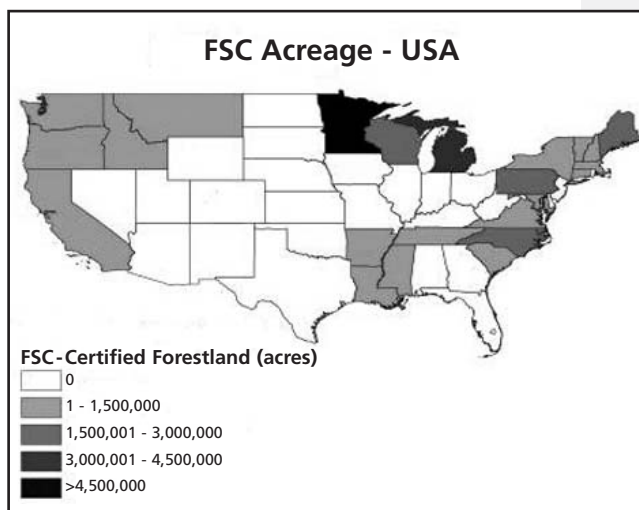 FSC Acreage - USA
FSC-Certified Forestland (acres)
0
1 - 1,500,000
1,500,001 - 3,000,000
3,000,001 - 4,500,000
>4,500,000